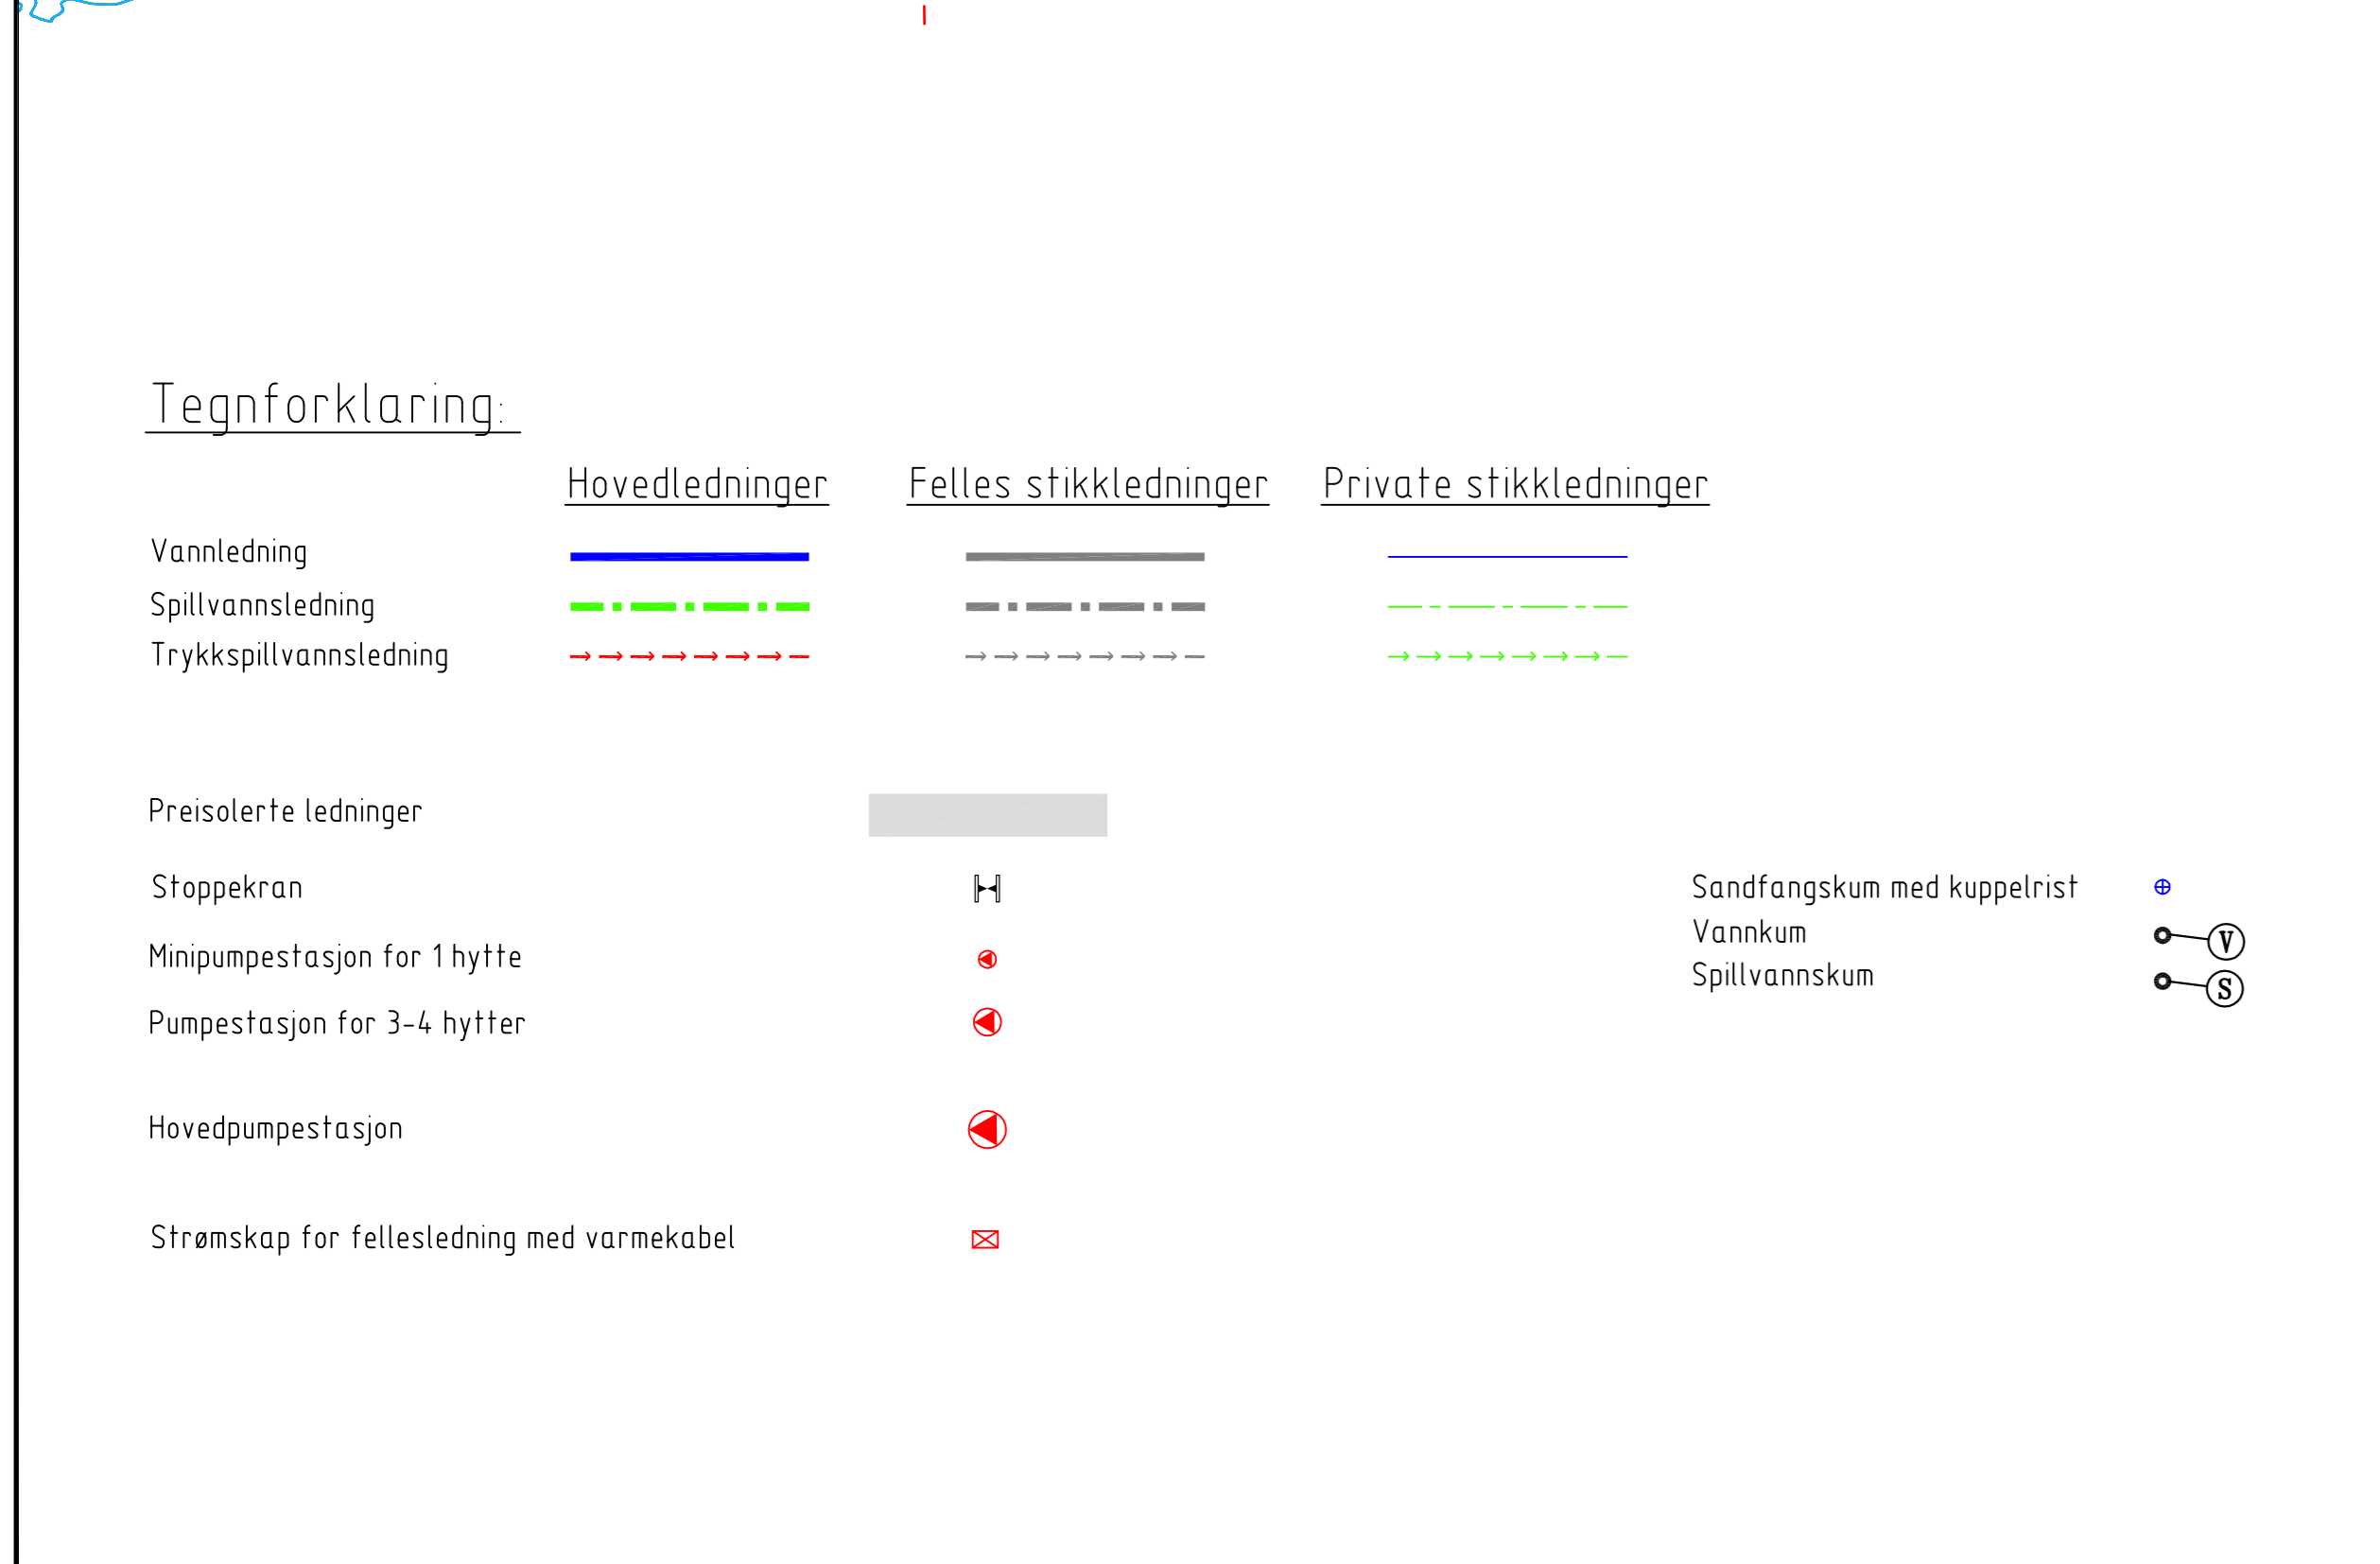 Tegnforklaring:
Hovedledninger Felles stikkledninger Private stikkledninger
Vannledning
Spillvannsledning
Trykkspillvannsledning
Preisolerte ledninger
Stoppekran
Minipumpestasjon for 1 hytte
Pumpestasjon for 3-4 hytter
Hovedpumpestasjon
Strømskap for fellesledning med varmekabel
Sandfangskum med kuppelrist
Vannkum V
Spillvannskum S